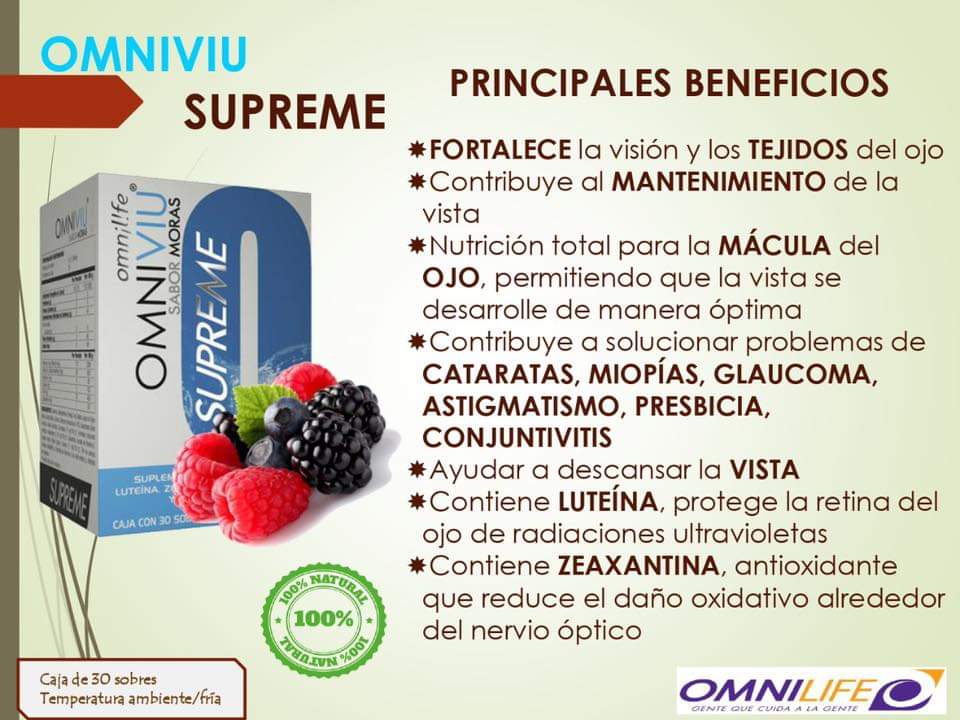 OMNIVIU
SUPREME
PRINCIPALES BENEFICIOS
✷FORTALECE la visión y los TEJIDOS del ojo
✷Contribuye al MANTENIMIENTO de la
vista
✷Nutrición total para la MÁCULA del
OJO, permitiendo que la vista se
desarrolle de manera óptima
✷Contribuye a solucionar problemas de
CATARATAS, MIOPÍAS, GLAUCOMA,
ASTIGMATISMO, PRESBICIA,
CONJUNTIVITIS
✷Ayudar a descansar la VISTA
✷Contiene LUTEÍNA, protege la retina del
ojo de radiaciones ultravioletas
✷Contiene ZEAXANTINA, antioxidante
que reduce el daño oxidativo alrededor
del nervio óptico
omnilife®
OMNIVIU
SABOR MORAS
SUPREME
OMNIVIU
SUPREME
SUPLEM
LUTEÍNA, ZE
CAJA CON 30 SOB
100% NATURAL
100%
100% NATURAL
Caja de 30 sobres
Temperatura ambiente/fría
OMNILIFE
GENTE QUE CUIDA A LA GENTE